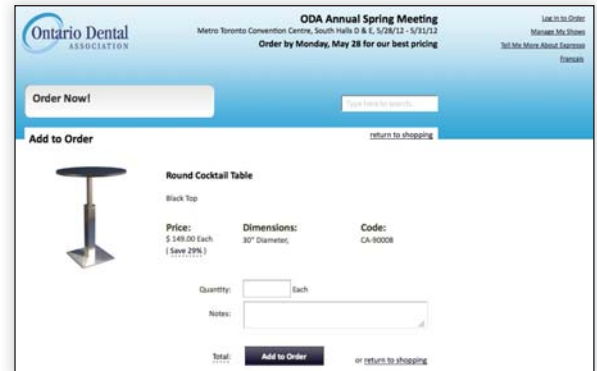 Ontario Dental
ASSOCIATION
ODA Annual Spring Meeting
Metro Toronto Convention Centre, South Halls D & E, 5/28/12 - 5/31/12
Order by Monday, May 28 for our best pricing
Log in to Order
Manage My Shows
Tell Me More About Expresso
Français
Order Now!
Type here to search...
Add to Order
return to shopping
Round Cocktail Table
Black Top
Price: Dimensions: Code:
$ 149.00 Each 30" Diameter, CA-90008
( Save 29% )
Quantity: Each
Notes:
Total: Add to Order or return to shopping